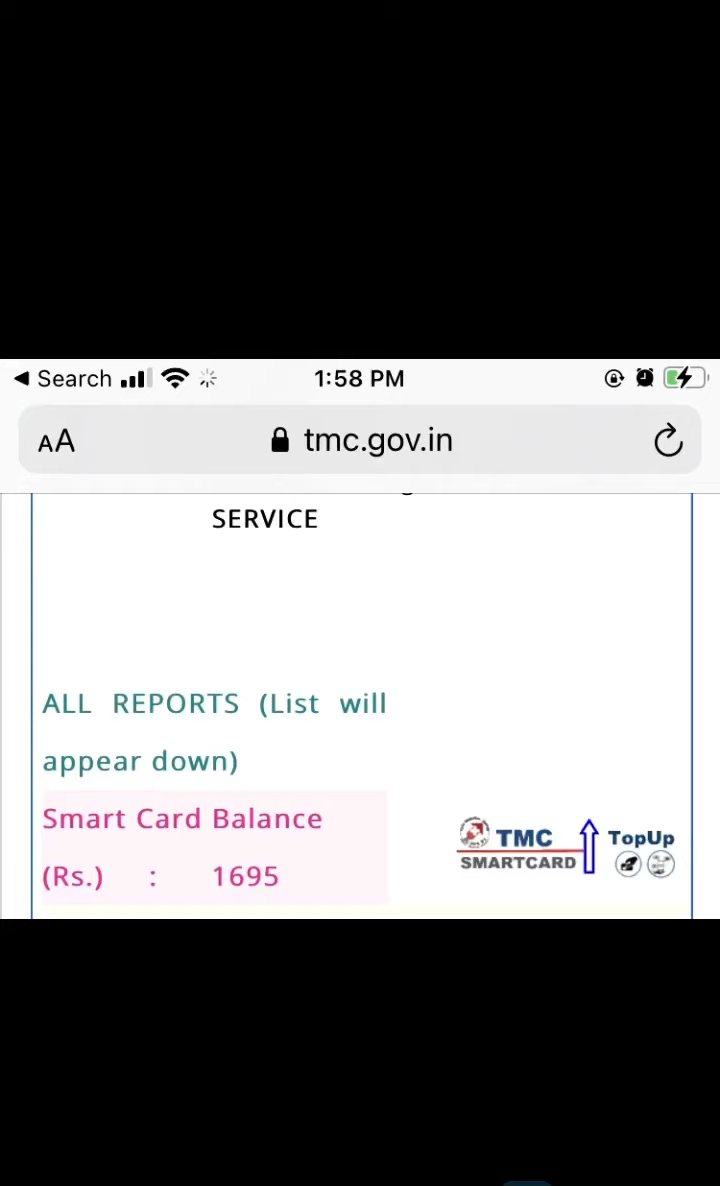 Search 1:58 PM
AA tmc.gov.in
SERVICE
ALL REPORTS (List will
appear down)
Smart Card Balance
(Rs.) : 1695
TMC TopUp
SMARTCARD